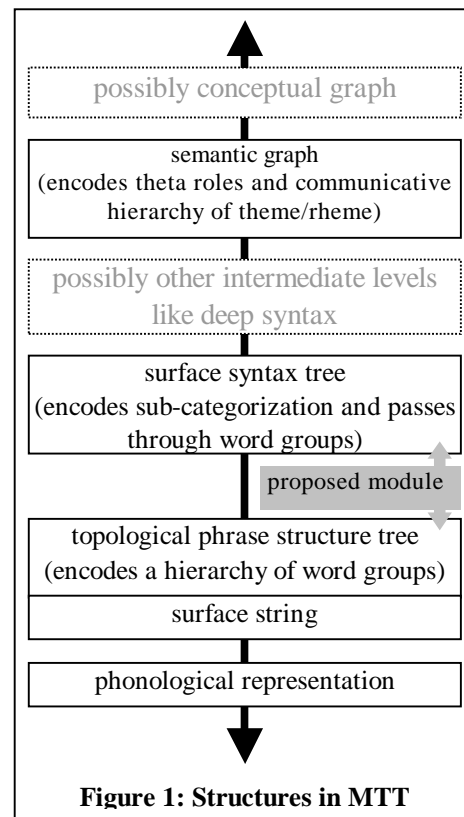 possibly conceptual graph
semantic graph
(encodes theta roles and communicative
hierarchy of theme/rheme)
possibly other intermediate levels
like deep syntax
surface syntax tree
(encodes sub-categorization and passes
through word groups)
proposed module
topological phrase structure tree
(encodes a hierarchy of word groups)
surface string
phonological representation
Figure 1: Structures in MTT